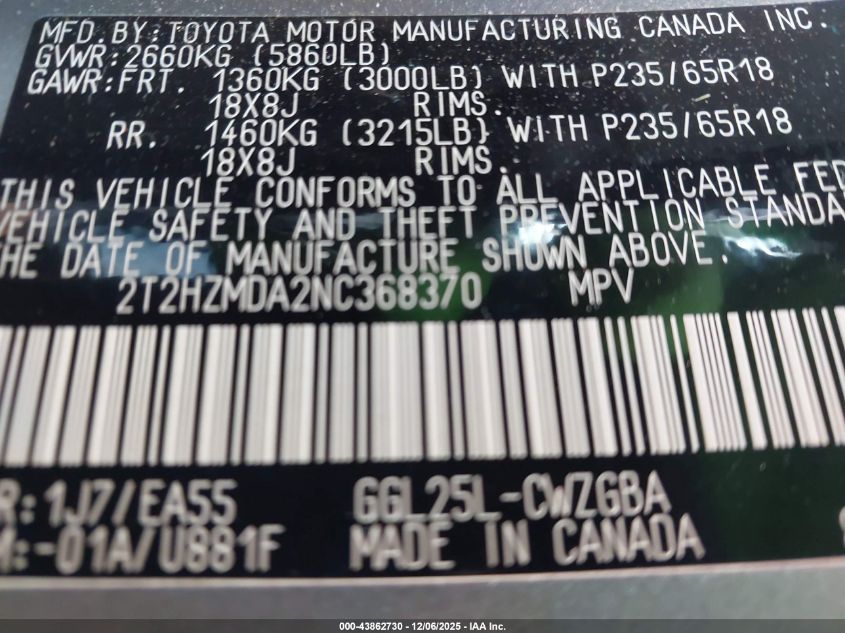 MFD. BY: TOYOTA MOTOR MANUFACTURING CANADA INC.
GVWR: 2660KG (5860LB)
GAWR: FRT. 1360KG (3000LB) WITH P235/65R18
18X8J RIMS.
RR. 1460KG (3215LB) WITH P235/65R18
18X8J RIMS.
THIS VEHICLE CONFORMS TO ALL APPLICABLE FED
VEHICLE SAFETY AND THEFT PREVENTION STANDA
THE DATE OF MANUFACTURE SHOWN ABOVE.
2T2HZMDA2NC368370 MPV
R: 1J7/EA55 GGL25L-CWZGBA
M: -01A/U881F MADE IN CANADA
000-43862730 - 12/06/2025 - IAA Inc.